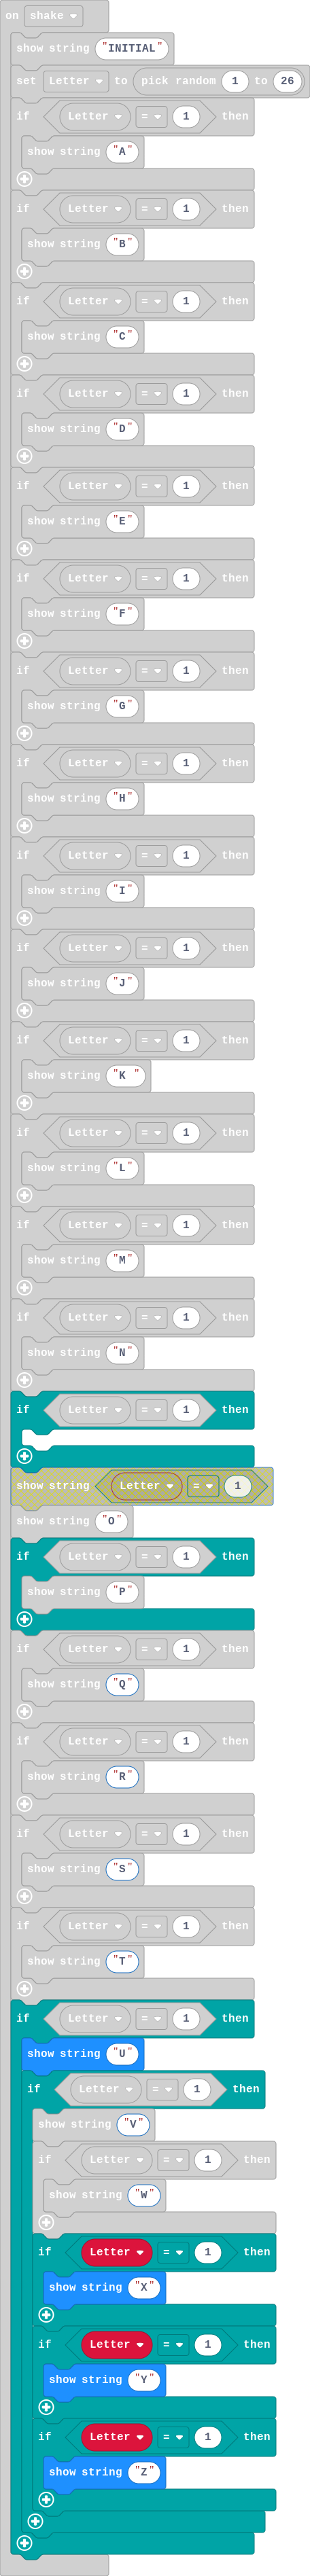 on shake
show string "INITIAL"
set Letter to pick random 1 to 26
if Letter = 1 then
show string "A"
if Letter = 1 then
show string "B"
if Letter = 1 then
show string "C"
if Letter = 1 then
show string "D"
if Letter = 1 then
show string "E"
if Letter = 1 then
show string "F"
if Letter = 1 then
show string "G"
if Letter = 1 then
show string "H"
if Letter = 1 then
show string "I"
if Letter = 1 then
show string "J"
if Letter = 1 then
show string "K "
if Letter = 1 then
show string "L"
if Letter = 1 then
show string "M"
if Letter = 1 then
show string "N"
if Letter = 1 then
show string Letter = 1
show string "O"
if Letter = 1 then
show string "P"
if Letter = 1 then
show string "Q"
if Letter = 1 then
show string "R"
if Letter = 1 then
show string "S"
if Letter = 1 then
show string "T"
if Letter = 1 then
show string "U"
if Letter = 1 then
show string "V"
if Letter = 1 then
show string "W"
if Letter = 1 then
show string "X"
if Letter = 1 then
show string "Y"
if Letter = 1 then
show string "Z"